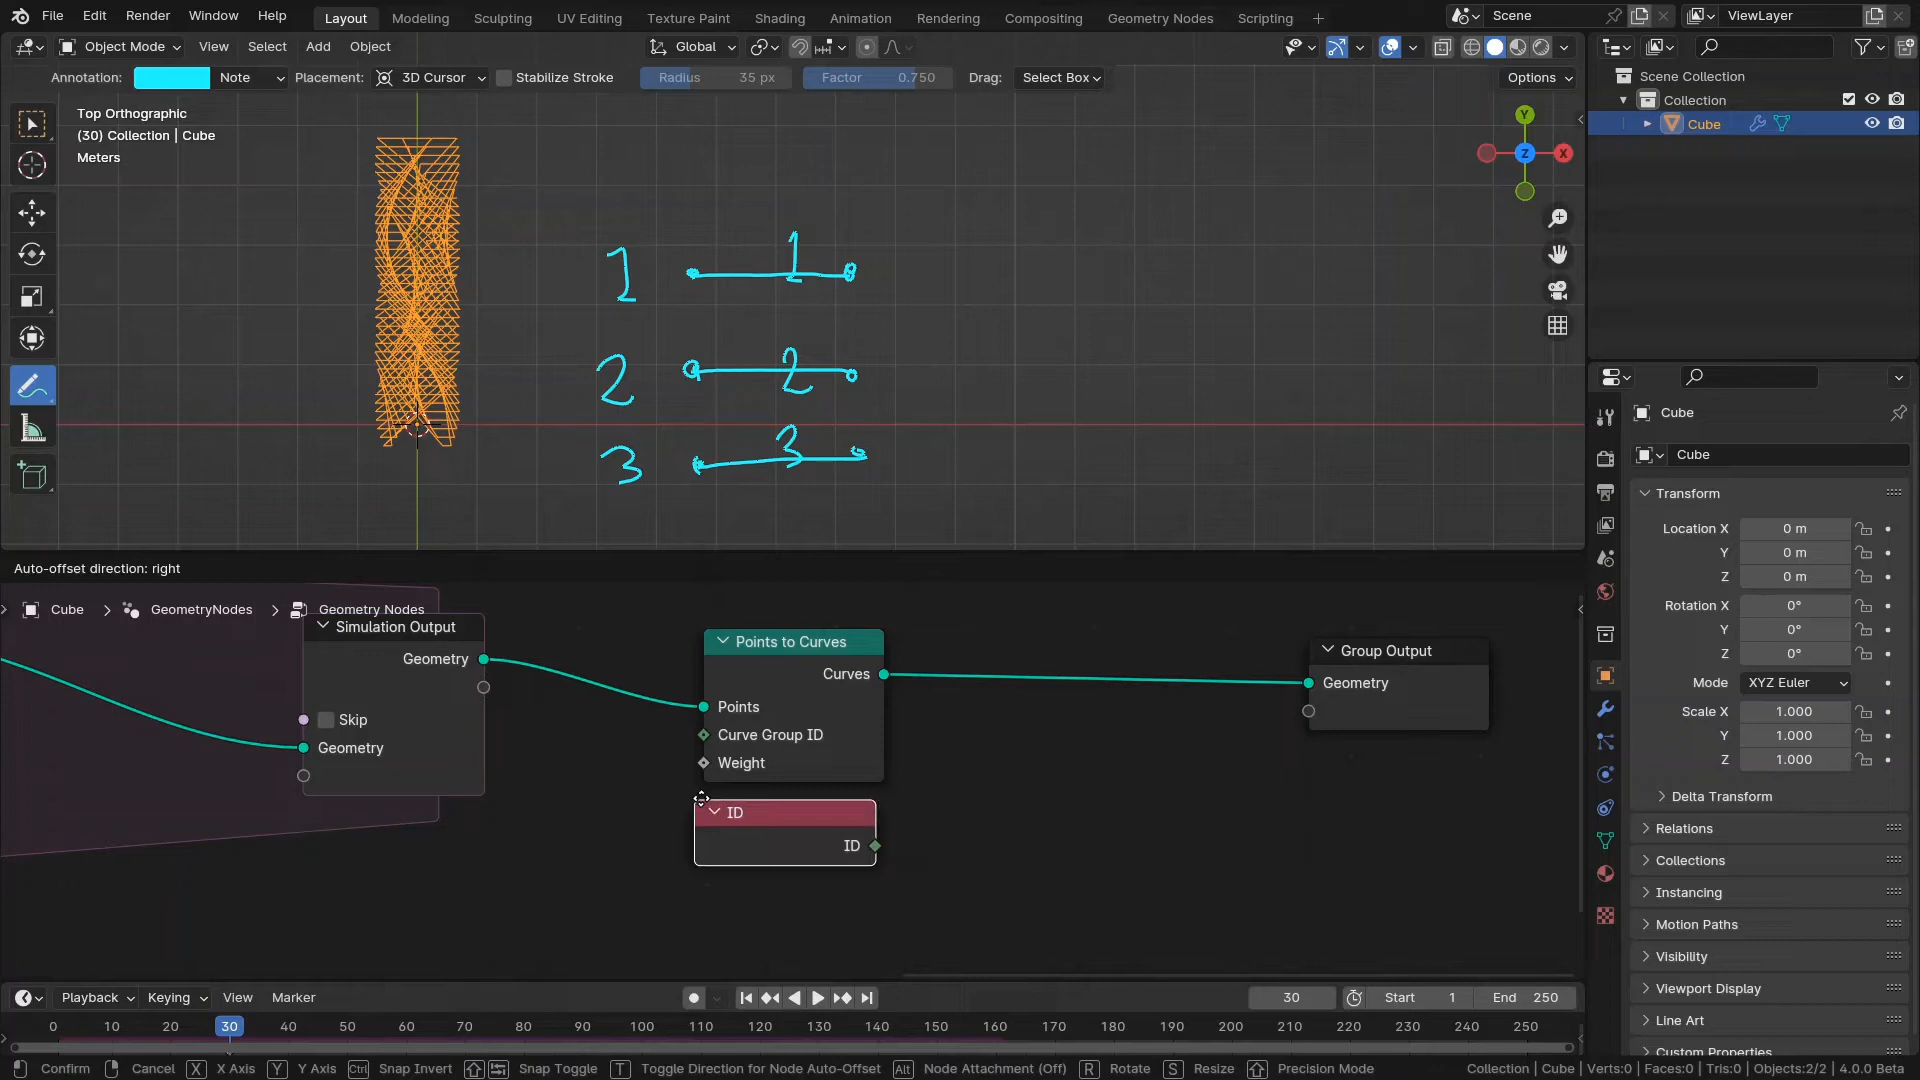 File Edit Render Window Help Layout Modeling Sculpting UV Editing Texture Paint Shading Animation Rendering Compositing Geometry Nodes Scripting + Scene ViewLayer
Object Mode View Select Add Object Global
Annotation: Note Placement: 3D Cursor Stabilize Stroke Radius 35 px Factor 0.750 Drag: Select Box Options
Top Orthographic
(30) Collection | Cube
Meters
Y
X
Z
1 1
2 2
3 3
Scene Collection
Collection
Cube
Auto-offset direction: right
Cube > GeometryNodes > Geometry Nodes
Simulation Output
Geometry
Skip
Geometry
Points to Curves
Curves
Points
Curve Group ID
Weight
ID
ID
Group Output
Geometry
Cube
Cube
Transform
Location X 0 m
Y 0 m
Z 0 m
Rotation X 0°
Y 0°
Z 0°
Mode XYZ Euler
Scale X 1.000
Y 1.000
Z 1.000
Delta Transform
Relations
Collections
Instancing
Motion Paths
Visibility
Viewport Display
Line Art
Custom Properties
Playback Keying View Marker 30 Start 1 End 250
0 10 20 30 40 50 60 70 80 90 100 110 120 130 140 150 160 170 180 190 200 210 220 230 240 250
Confirm Cancel X X Axis Y Y Axis Ctrl Snap Invert Snap Toggle T Toggle Direction for Node Auto-Offset Alt Node Attachment (Off) R Rotate S Resize Precision Mode Collection | Cube | Verts:0 | Faces:0 | Tris:0 | Objects:2/2 | 4.0.0 Beta